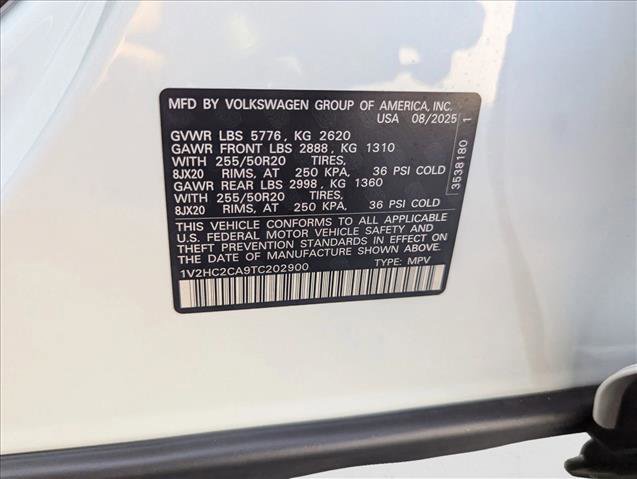 MFD BY VOLKSWAGEN GROUP OF AMERICA, INC.
USA 08/2025 1
GVWR LBS 5776, KG 2620
GAWR FRONT LBS 2888, KG 1310
WITH 255/50R20 TIRES,
8JX20 RIMS, AT 250 KPA, 36 PSI COLD
GAWR REAR LBS 2998, KG 1360
WITH 255/50R20 TIRES,
8JX20 RIMS, AT 250 KPA, 36 PSI COLD
THIS VEHICLE CONFORMS TO ALL APPLICABLE
U.S. FEDERAL MOTOR VEHICLE SAFETY AND
THEFT PREVENTION STANDARDS IN EFFECT
ON THE DATE OF MANUFACTURE SHOWN ABOVE.
1V2HC2CA9TC202900 TYPE: MPV
3538180